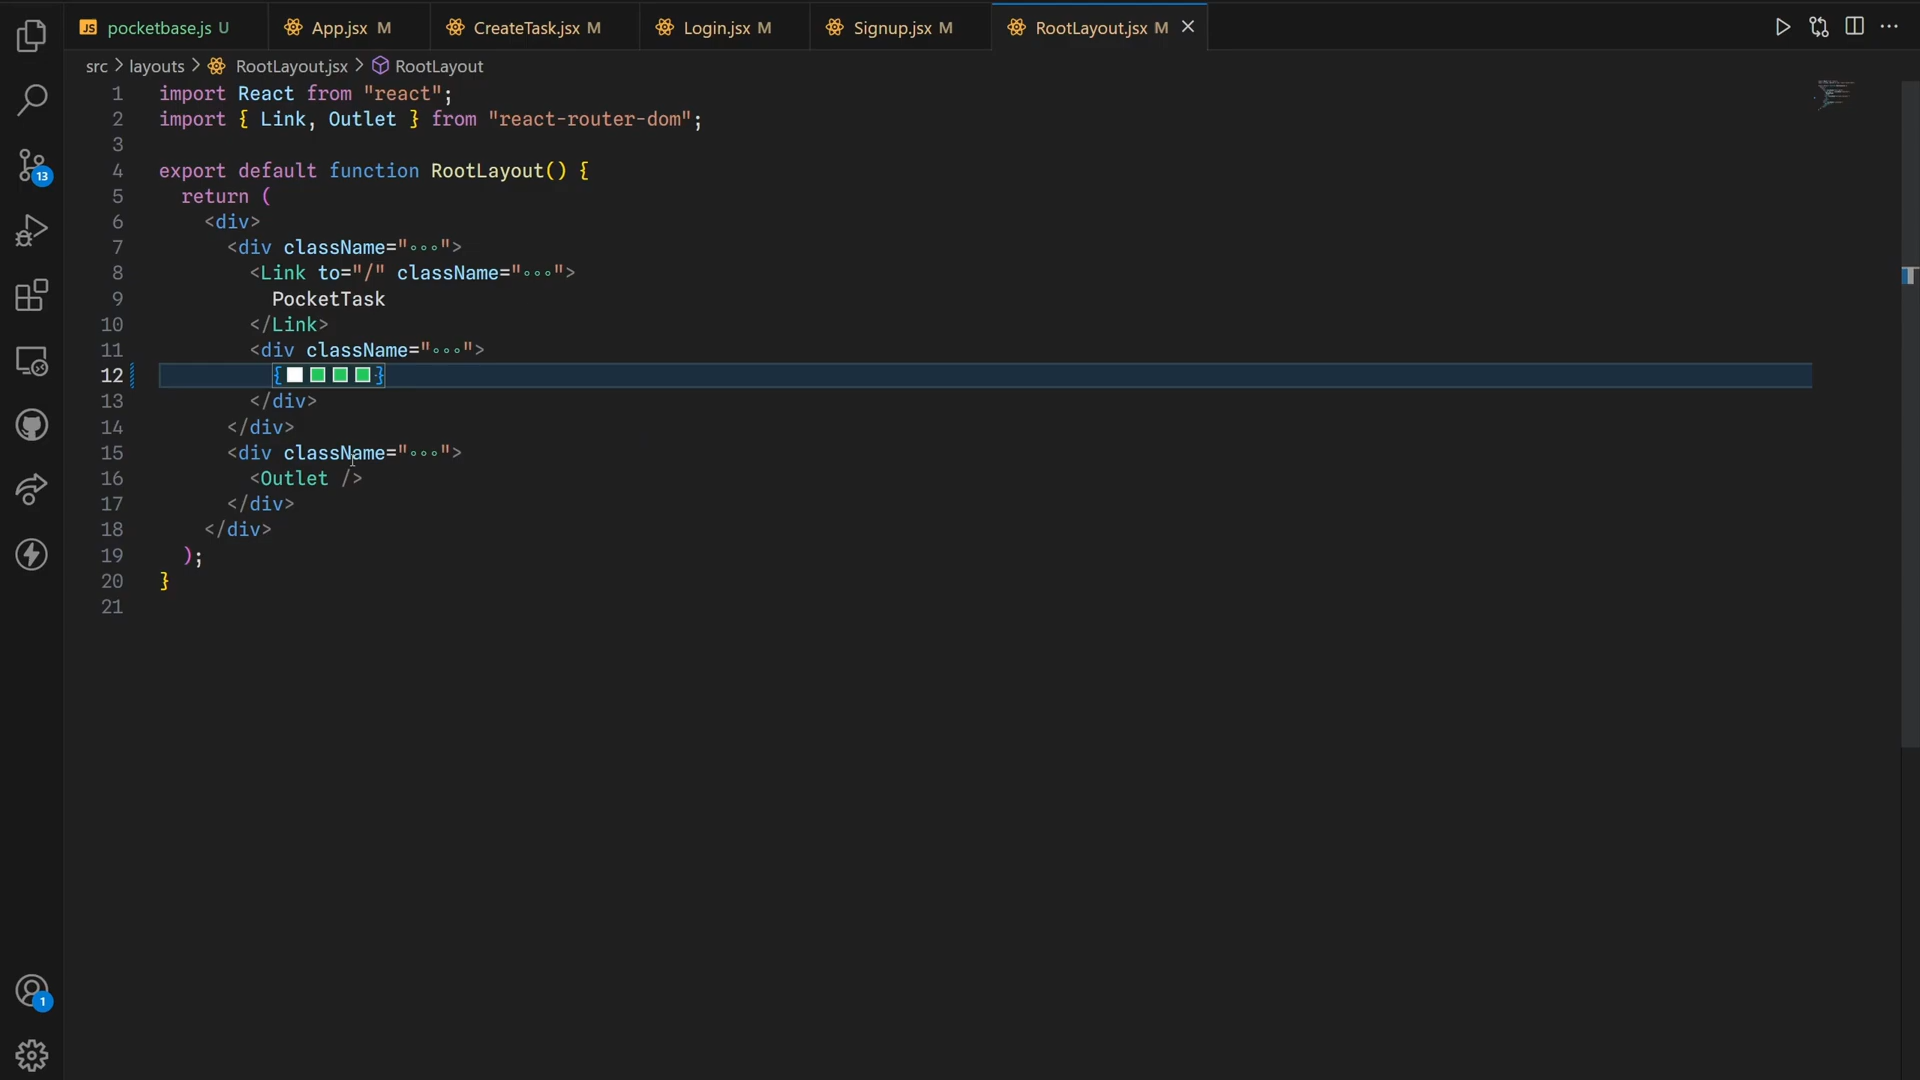 pocketbase.js U App.jsx M CreateTask.jsx M Login.jsx M Signup.jsx M RootLayout.jsx M
src > layouts > RootLayout.jsx > RootLayout
1 import React from "react";
2 import { Link, Outlet } from "react-router-dom";
3
4 export default function RootLayout() {
5 return (
6 <div>
7 <div className="∘∘∘">
8 <Link to="/" className="∘∘∘">
9 PocketTask
10 </Link>
11 <div className="∘∘∘">
12 { }
13 </div>
14 </div>
15 <div className="∘∘∘">
16 <Outlet />
17 </div>
18 </div>
19 );
20 }
21
13
1
JS